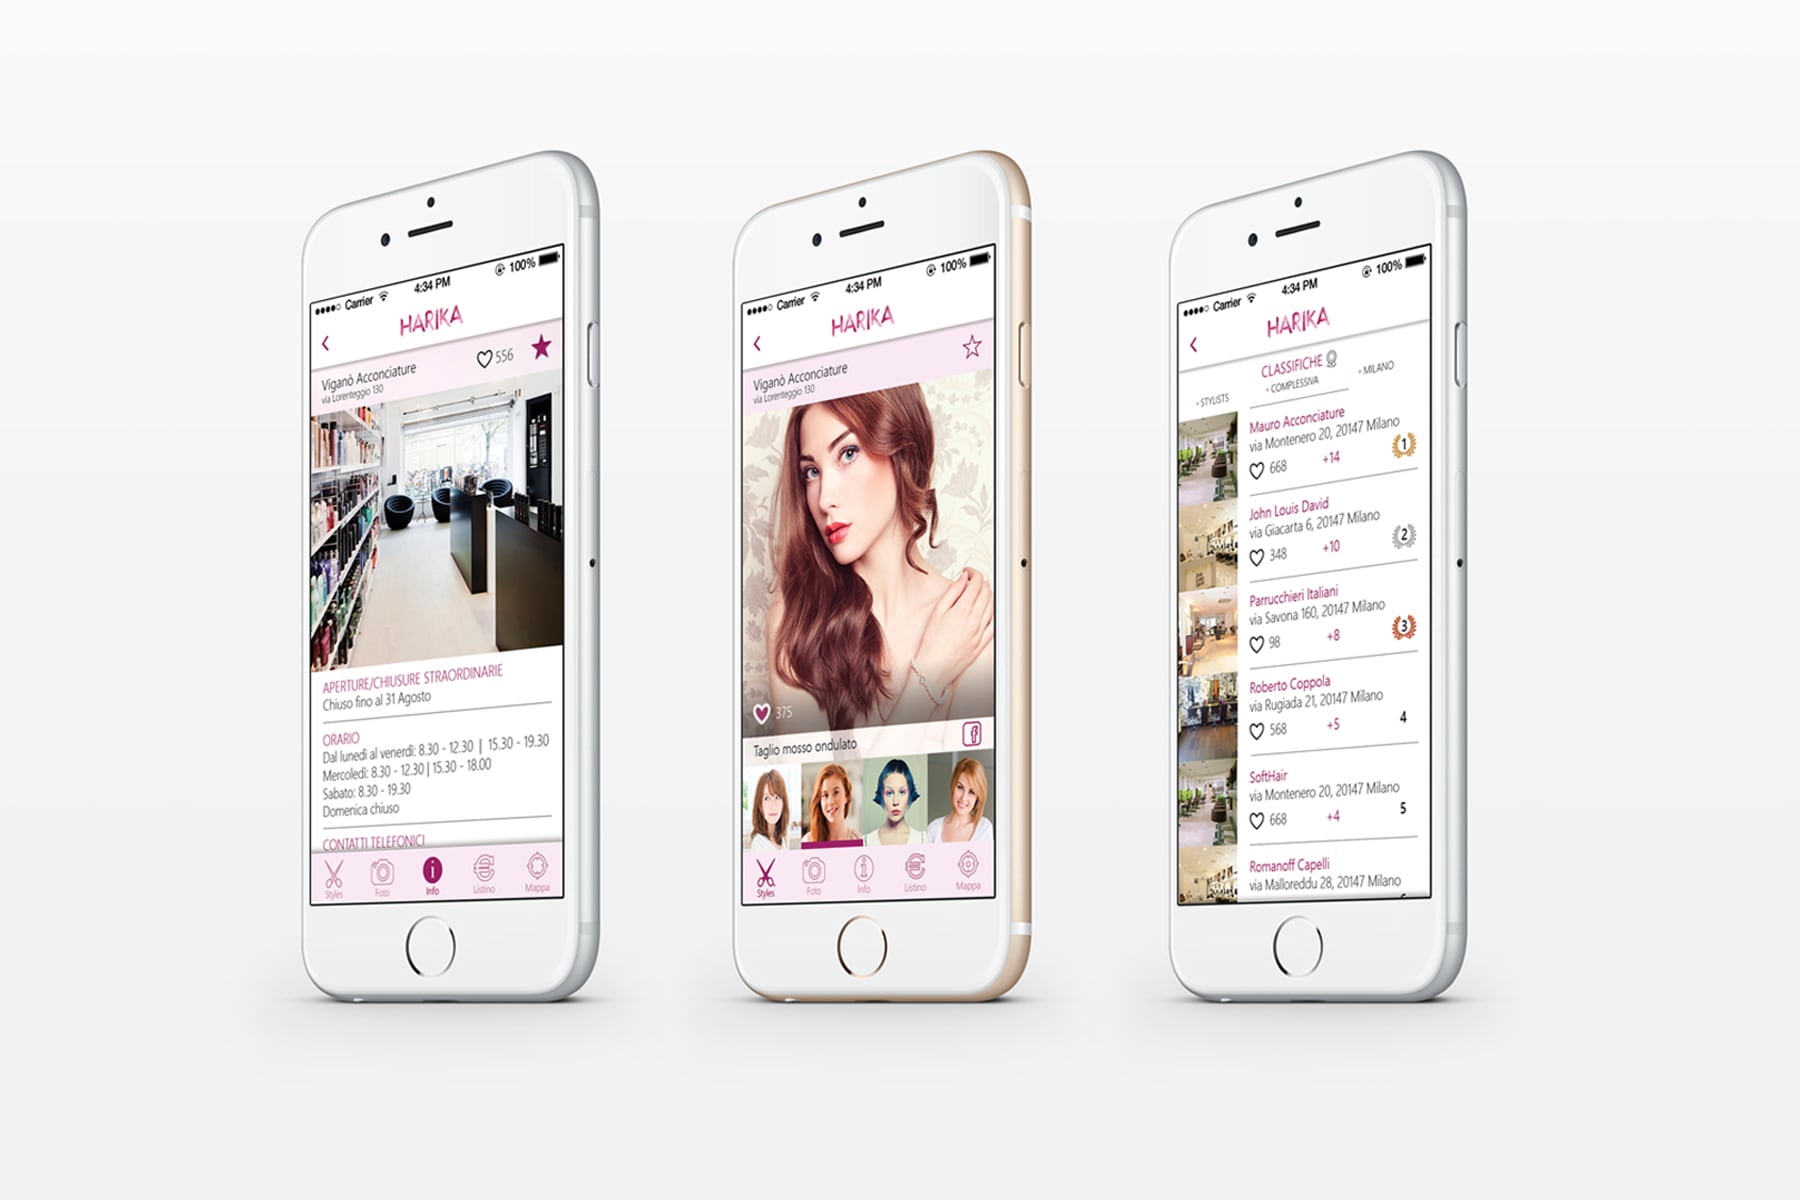 Carrier
4:34 PM
100%
HARIKA
Viganò Acconciature
via Lorenteggio 130
556
APERTURE/CHIUSURE STRAORDINARIE
Chiuso fino al 31 Agosto
ORARIO
Dal lunedì al venerdì: 8.30 - 12.30 | 15.30 - 19.30
Mercoledì: 8.30 - 12.30 | 15.30 - 18.00
Sabato: 8.30 - 19.30
Domenica chiuso
CONTATTI TELEFONICI
Styles
Foto
Info
Listino
Mappa
Carrier
4:34 PM
100%
HARIKA
Viganò Acconciature
via Lorenteggio 130
375
Taglio mosso ondulato
f
Styles
Foto
Info
Listino
Mappa
Carrier
4:34 PM
100%
HARIKA
CLASSIFICHE
STYLISTS
COMPLESSIVA
MILANO
Mauro Acconciature
via Montenero 20, 20147 Milano
668 +14
1
John Louis David
via Giacarta 6, 20147 Milano
348 +10
2
Parrucchieri Italiani
via Savona 160, 20147 Milano
98 +8
3
Roberto Coppola
via Rugiada 21, 20147 Milano
568 +5
4
SoftHair
via Montenero 20, 20147 Milano
668 +4
5
Romanoff Capelli
via Malloreddu 28, 20147 Milano